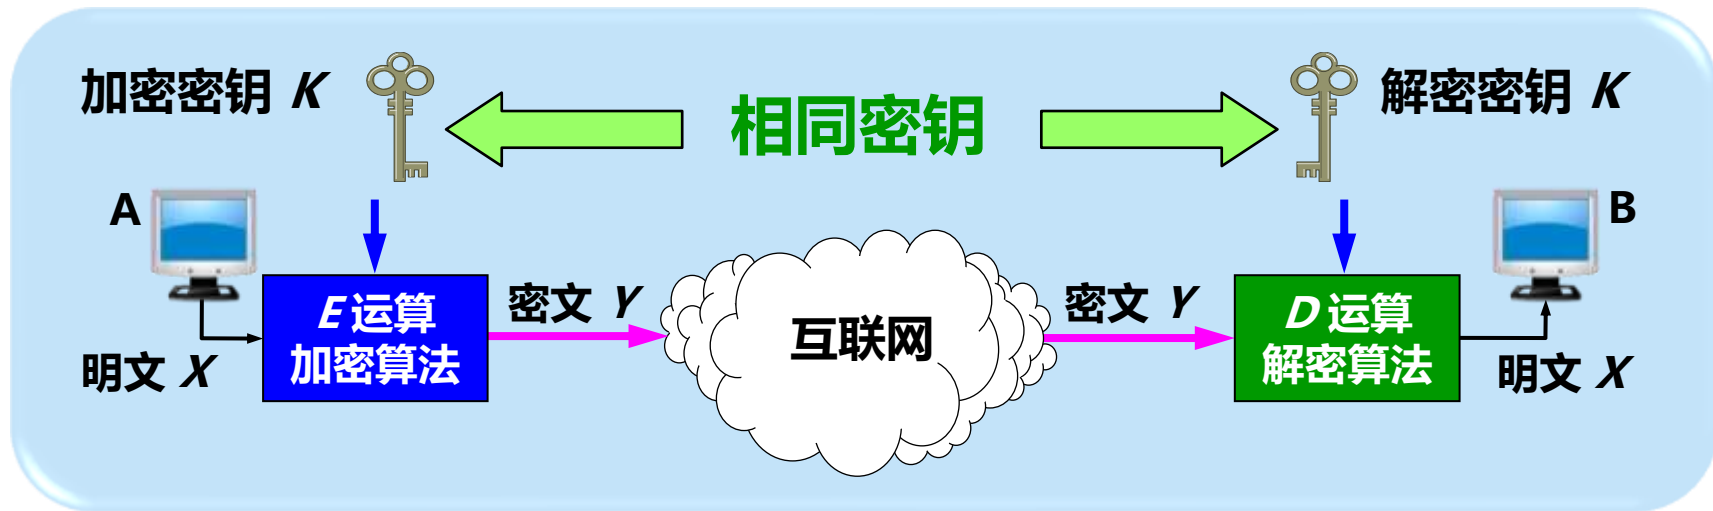 加密密钥 K
相同密钥
解密密钥 K
A
B
E 运算
加密算法
明文 X
密文 Y
互联网
密文 Y
D 运算
解密算法
明文 X